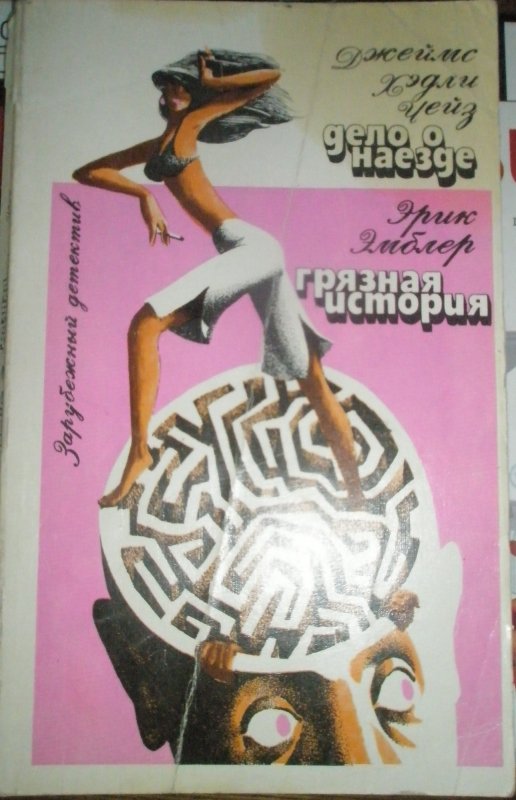 Джеймс
Хэдли
Чейз
дело о
наезде
Эрик
Эмблер
грязная
история
Зарубежный детектив